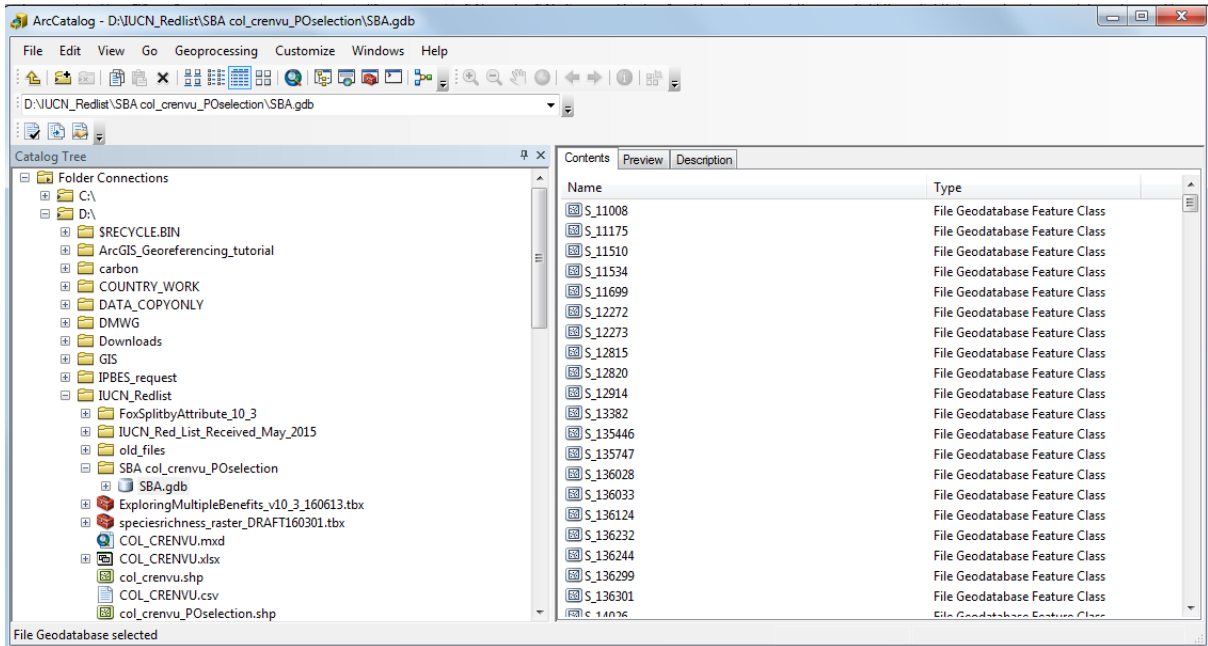 ArcCatalog - D:\IUCN_Redlist\SBA col_crenvu_POselection\SBA.gdb
File Edit View Go Geoprocessing Customize Windows Help
D:\IUCN_Redlist\SBA col_crenvu_POselection\SBA.gdb
Catalog Tree
Folder Connections
C:\
D:\
$RECYCLE.BIN
ArcGIS_Georeferencing_tutorial
carbon
COUNTRY_WORK
DATA_COPYONLY
DMWG
Downloads
GIS
IPBES_request
IUCN_Redlist
FoxSplitbyAttribute_10_3
IUCN_Red_List_Received_May_2015
old_files
SBA col_crenvu_POselection
SBA.gdb
ExploringMultipleBenefits_v10_3_160613.tbx
speciesrichness_raster_DRAFT160301.tbx
COL_CRENVU.mxd
COL_CRENVU.xlsx
col_crenvu.shp
COL_CRENVU.csv
col_crenvu_POselection.shp
Contents Preview Description
Name Type
S_11008 File Geodatabase Feature Class
S_11175 File Geodatabase Feature Class
S_11510 File Geodatabase Feature Class
S_11534 File Geodatabase Feature Class
S_11699 File Geodatabase Feature Class
S_12272 File Geodatabase Feature Class
S_12273 File Geodatabase Feature Class
S_12815 File Geodatabase Feature Class
S_12820 File Geodatabase Feature Class
S_12914 File Geodatabase Feature Class
S_13382 File Geodatabase Feature Class
S_135446 File Geodatabase Feature Class
S_135747 File Geodatabase Feature Class
S_136028 File Geodatabase Feature Class
S_136033 File Geodatabase Feature Class
S_136124 File Geodatabase Feature Class
S_136232 File Geodatabase Feature Class
S_136244 File Geodatabase Feature Class
S_136299 File Geodatabase Feature Class
S_136301 File Geodatabase Feature Class
S_14026 File Geodatabase Feature Class
File Geodatabase selected